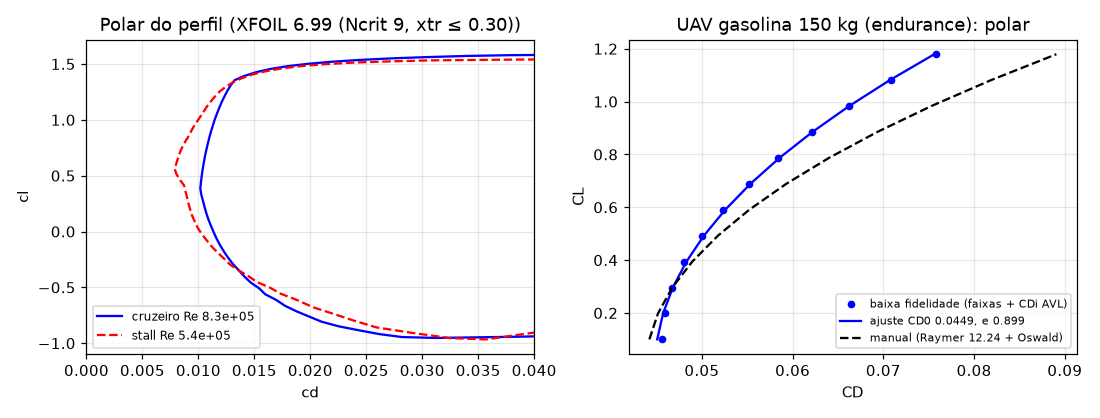 Polar do perfil (XFOIL 6.99 (Ncrit 9, xtr ≤ 0.30))
1.5
1.0
0.5
0.0
−0.5
−1.0
cl
cruzeiro Re 8.3e+05
stall Re 5.4e+05
0.000
0.005
0.010
0.015
0.020
0.025
0.030
0.035
0.040
cd
UAV gasolina 150 kg (endurance): polar
1.2
1.0
0.8
0.6
0.4
0.2
CL
baixa fidelidade (faixas + CDi AVL)
ajuste CD0 0.0449, e 0.899
manual (Raymer 12.24 + Oswald)
0.05
0.06
0.07
0.08
0.09
CD